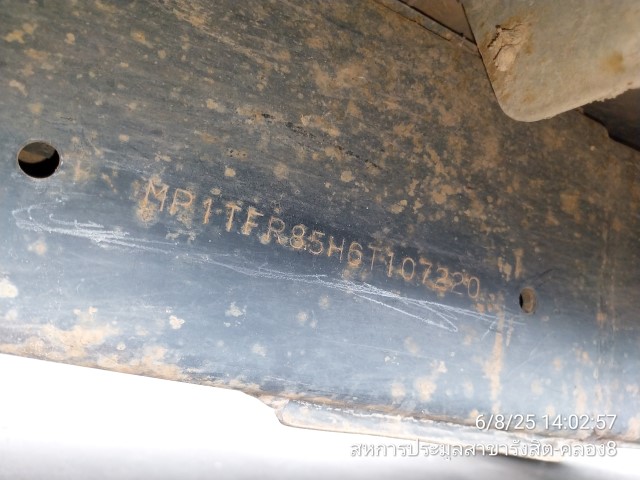 MP1TFR85H6T107320
6/8/25 14:02:57
สหการประมูลสาขารังสิต-คลอง8